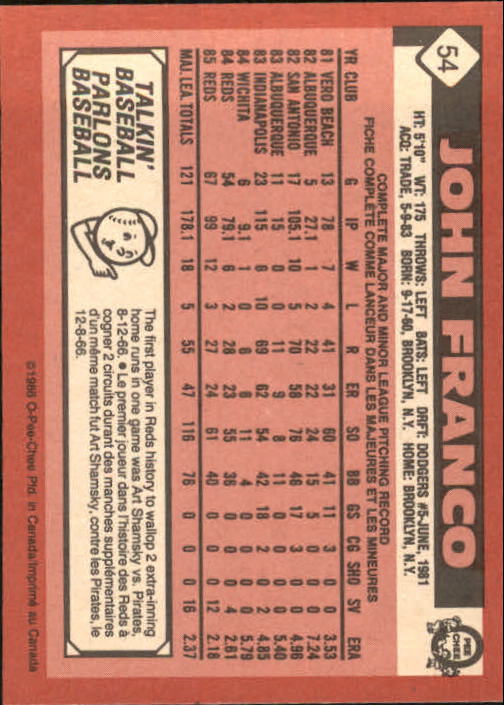 54
JOHN FRANCO
O PEE CHEE
HT: 5'10" WT: 175 THROWS: LEFT BATS: LEFT DRFT: DODGERS #5-JUNE, 1981
ACQ: TRADE, 5-9-83 BORN: 9-17-60, BROOKLYN, N.Y. HOME: BROOKLYN, N.Y.
COMPLETE MAJOR AND MINOR LEAGUE PITCHING RECORD
FICHE COMPLÈTE COMME LANCEUR DANS LES MAJEURES ET LES MINEURES
YR CLUB G IP W L R ER SO BB GS CG SHO SV ERA
81 VERO BEACH 13 78 7 4 41 31 60 41 11 3 0 0 3.53
82 ALBUQUERQUE 5 27.1 1 2 22 22 24 15 5 0 0 0 7.24
82 SAN ANTONIO 17 105.1 10 5 70 58 76 46 17 3 0 0 4.96
83 ALBUQUERQUE 11 15 0 0 11 9 8 11 0 0 0 0 5.40
83 INDIANAPOLIS 23 115 6 10 69 62 54 42 18 2 0 2 4.85
84 WICHITA 6 9.1 1 0 6 6 11 4 0 0 0 0 5.79
84 REDS 54 79.1 6 2 28 23 55 36 0 0 0 4 2.61
85 REDS 67 99 12 3 27 24 61 40 0 0 0 12 2.18
MAJ. LEA. TOTALS 121 178.1 18 5 55 47 116 76 0 0 0 16 2.37
TALKIN'
BASEBALL
PARLONS
BASEBALL
The first player in Reds history to wallop 2 extra-inning
home runs in one game was Art Shamsky vs. Pirates,
8-12-66. ● Le premier joueur dans l'histoire des Reds à
cogner 2 circuits durant des manches supplémentaires
d'un même match fut Art Shamsky, contre les Pirates, le
12-8-66.
©1986 O-Pee-Chee Ptd. in Canada/Imprimé au Canada